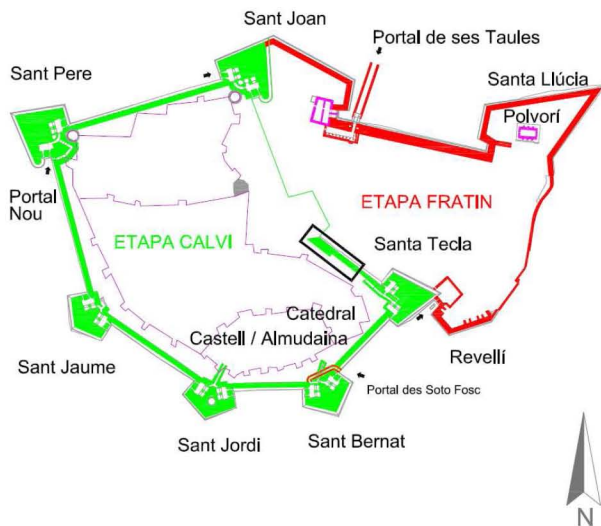 Sant Joan
Portal de ses Taules
Sant Pere
Santa Llúcia
Polvorí
Portal
Nou
ETAPA FRATIN
ETAPA CALVI
Santa Tecla
Catedral
Castell / Almudaina
Revellí
Sant Jaume
Portal des Soto Fosc
Sant Jordi
Sant Bernat
N